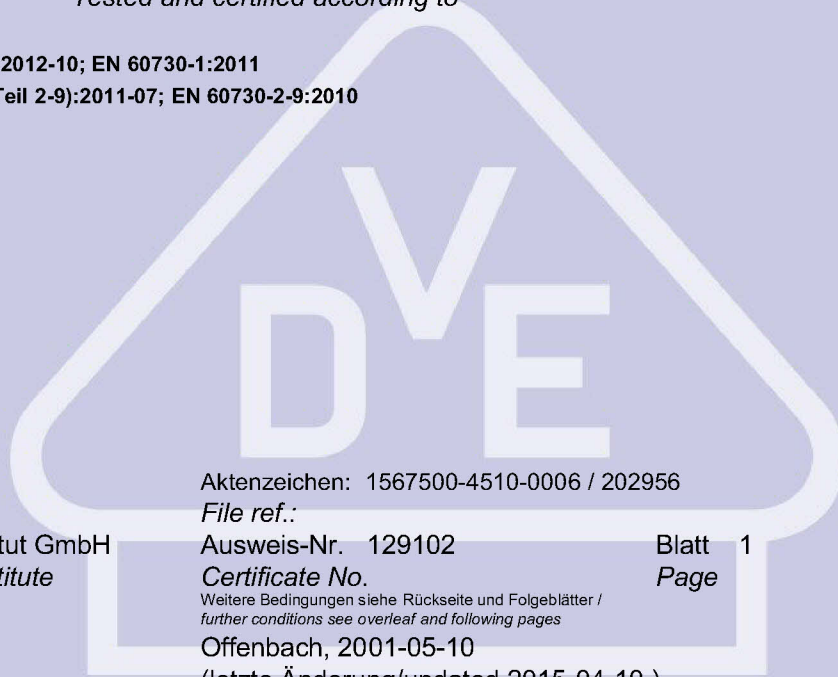 Tested and certified according to
2012-10; EN 60730-1:2011
Teil 2-9):2011-07; EN 60730-2-9:2010
VDE
Aktenzeichen: 1567500-4510-0006 / 202956
File ref.:
tut GmbH Ausweis-Nr. 129102 Blatt 1
titute Certificate No. Page
Weitere Bedingungen siehe Rückseite und Folgeblätter /
further conditions see overleaf and following pages
Offenbach, 2001-05-10
(letzte Änderung/updated 2015-04-10 )